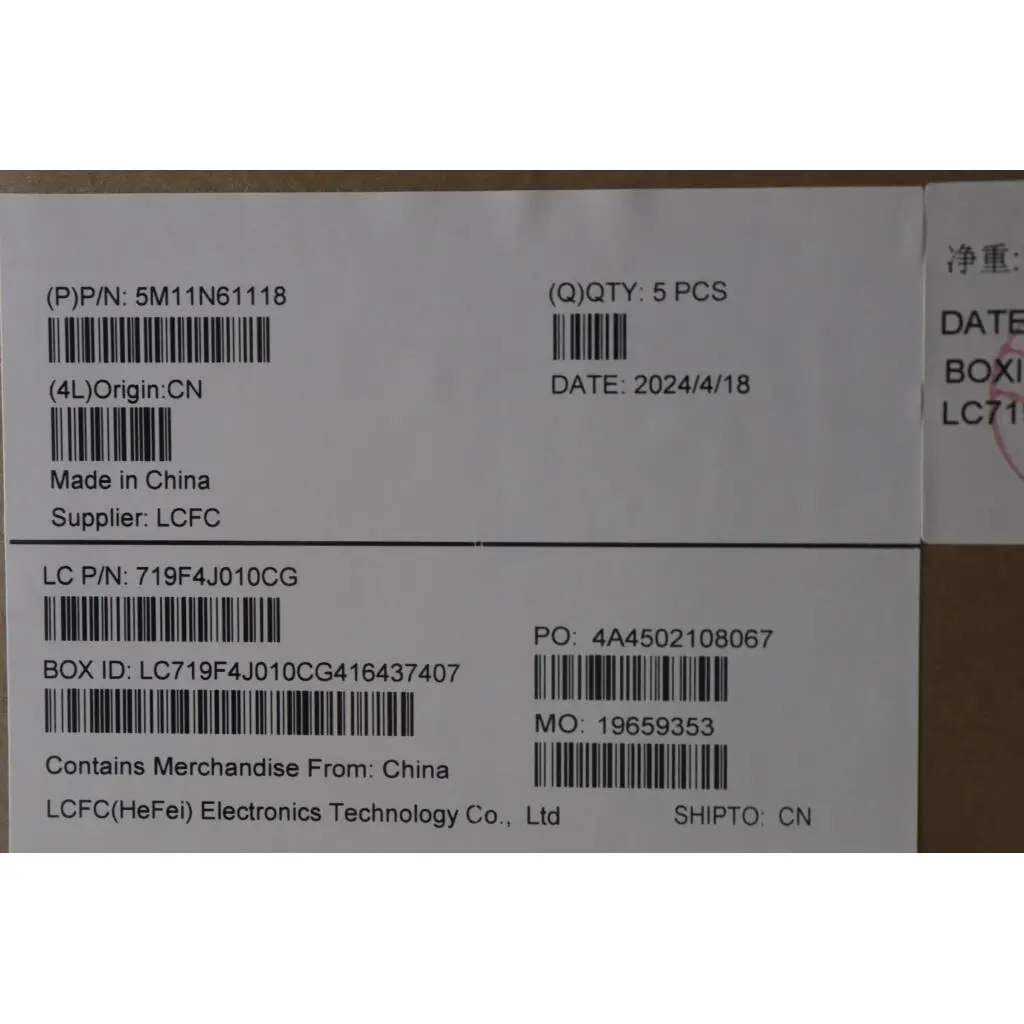 (P)P/N: 5M11N61118
(Q)QTY: 5 PCS
(4L)Origin:CN
DATE: 2024/4/18
Made in China
Supplier: LCFC
LC P/N: 719F4J010CG
BOX ID: LC719F4J010CG416437407
PO: 4A4502108067
MO: 19659353
Contains Merchandise From: China
LCFC(HeFei) Electronics Technology Co., Ltd
SHIPTO: CN
净重:
DATE
BOXI
LC71